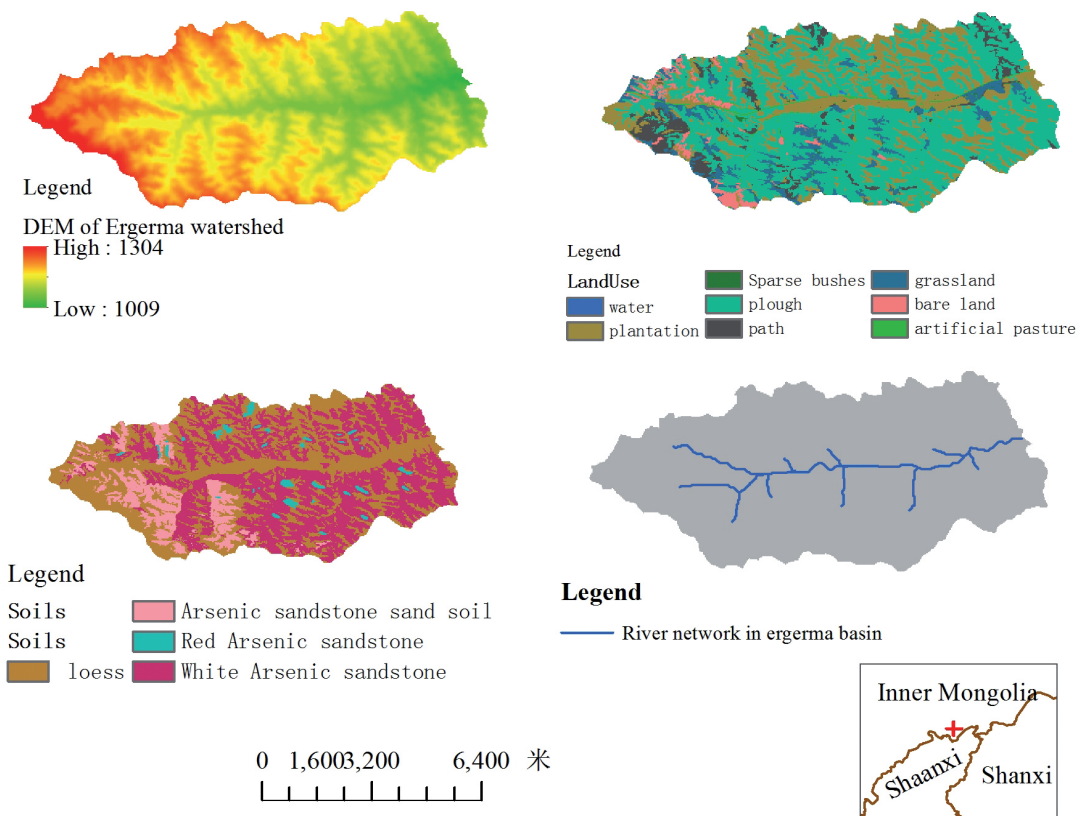 Legend
DEM of Ergerma watershed
High : 1304
Low : 1009
Legend
LandUse
water
plantation
Sparse bushes
plough
path
grassland
bare land
artificial pasture
Legend
Soils
Soils
loess
Arsenic sandstone sand soil
Red Arsenic sandstone
White Arsenic sandstone
Legend
River network in ergerma basin
0 1,6003,200 6,400 米
Inner Mongolia
Shaanxi
Shanxi